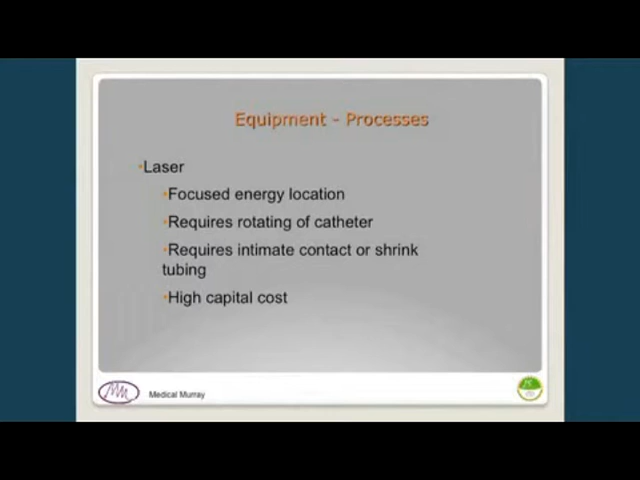 Equipment - Processes
•Laser
•Focused energy location
•Requires rotating of catheter
•Requires intimate contact or shrink
tubing
•High capital cost
Medical Murray